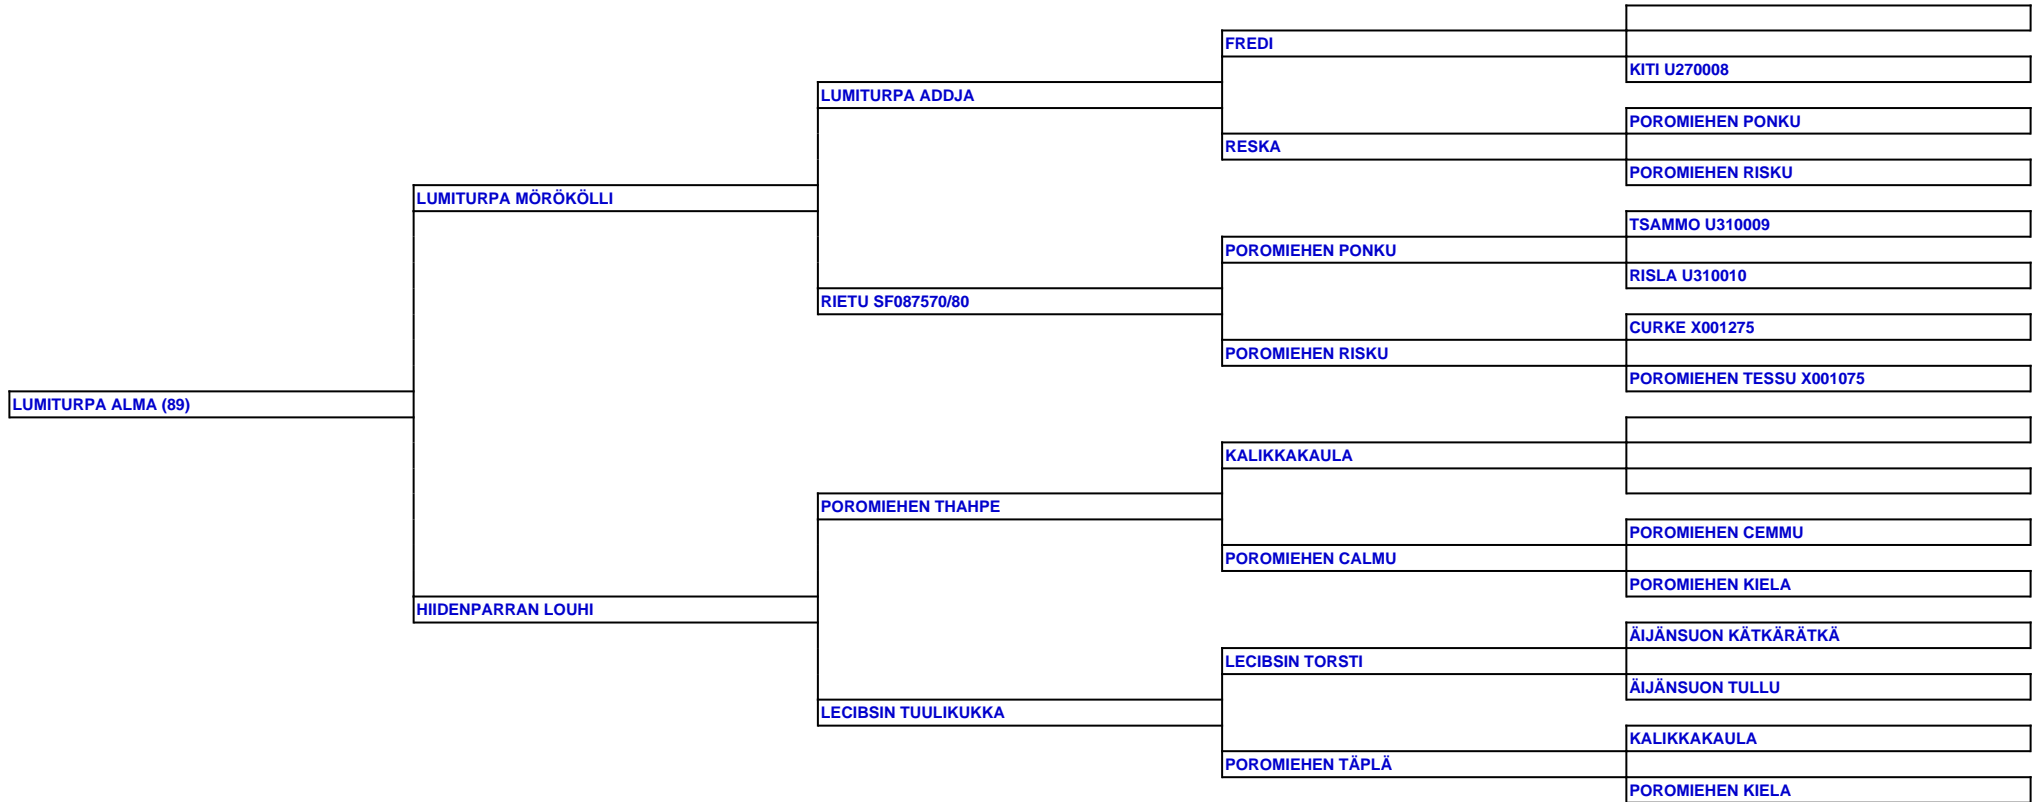 FREDI
KITI U270008
LUMITURPA ADDJA
POROMIEHEN PONKU
RESKA
POROMIEHEN RISKU
LUMITURPA MÖRÖKÖLLI
TSAMMO U310009
POROMIEHEN PONKU
RISLA U310010
RIETU SF087570/80
CURKE X001275
POROMIEHEN RISKU
POROMIEHEN TESSU X001075
LUMITURPA ALMA (89)
KALIKKAKAULA
POROMIEHEN THAHPE
POROMIEHEN CEMMU
POROMIEHEN CALMU
POROMIEHEN KIELA
HIIDENPARRAN LOUHI
ÄIJÄNSUON KÄTKÄRÄTKÄ
LECIBSIN TORSTI
ÄIJÄNSUON TULLU
LECIBSIN TUULIKUKKA
KALIKKAKAULA
POROMIEHEN TÄPLÄ
POROMIEHEN KIELA